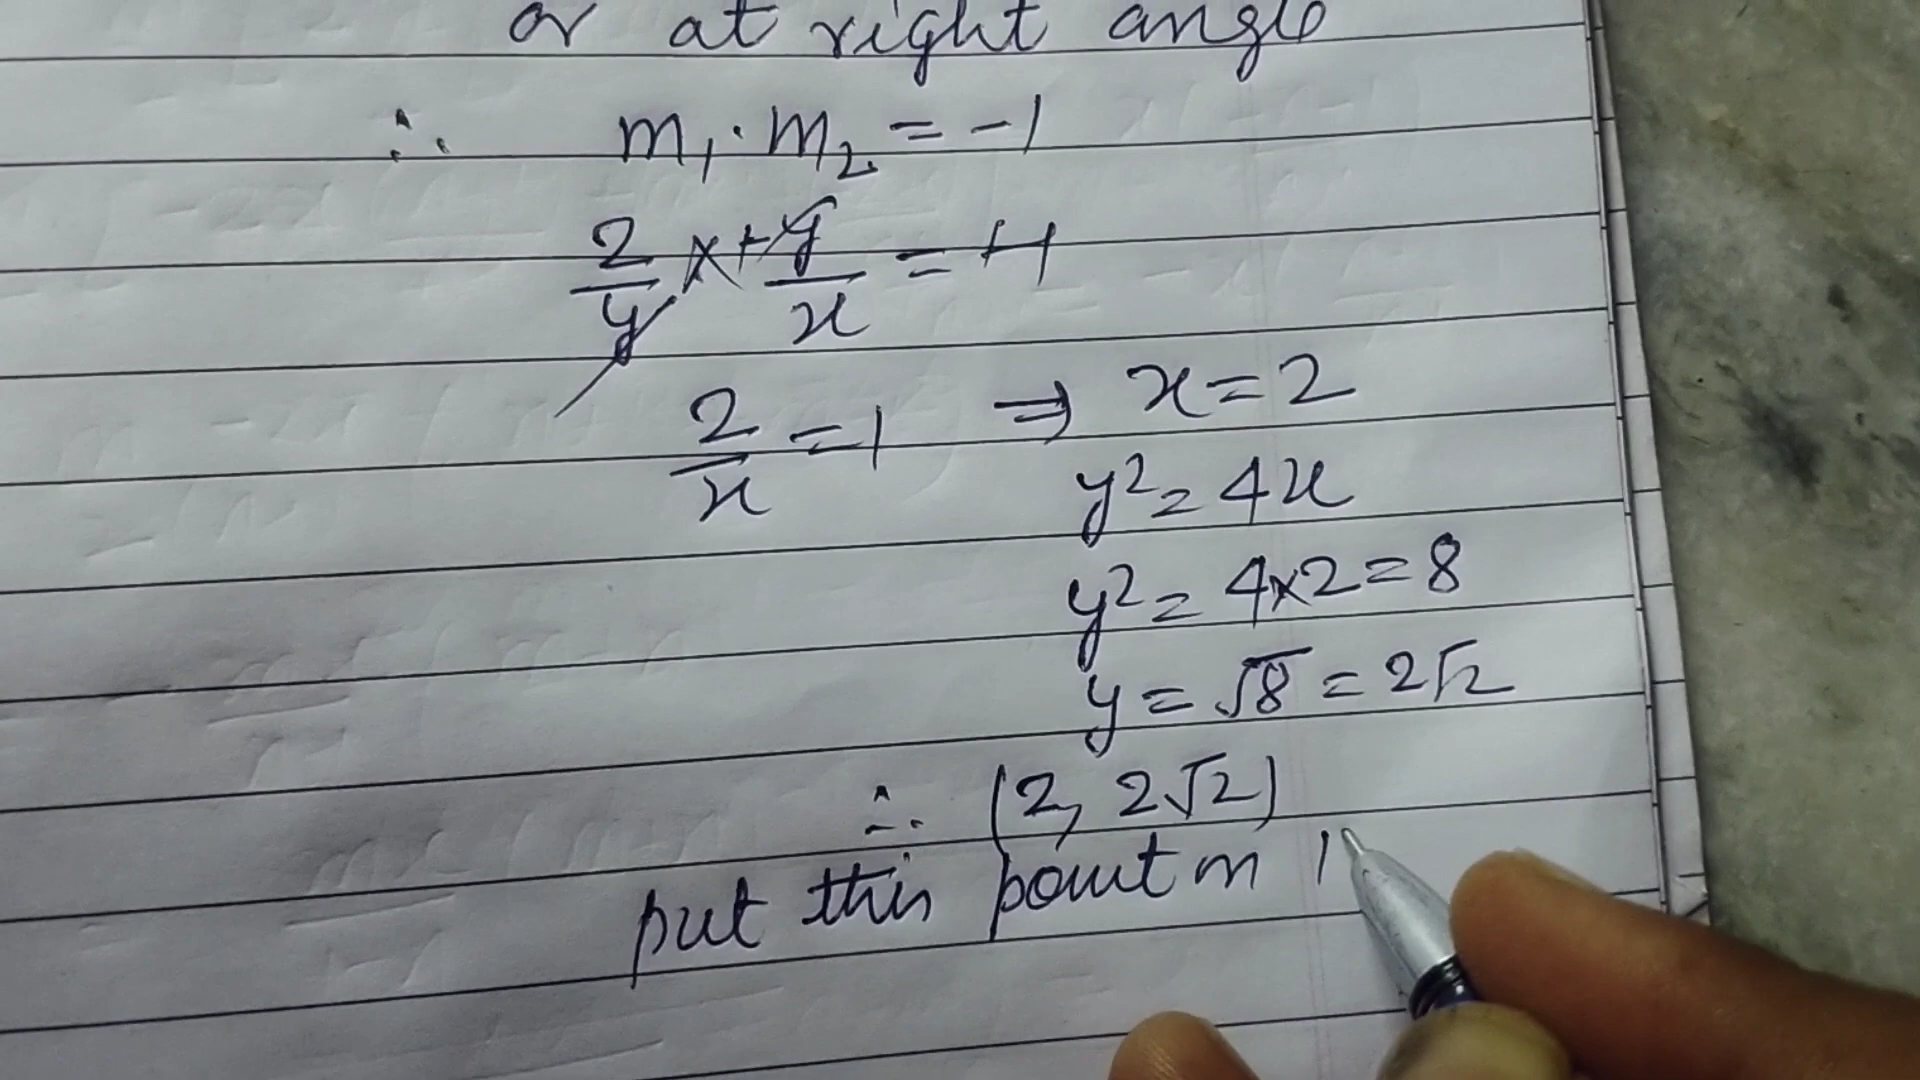 or at right angle
∴ m₁·m₂ = -1
2/y × -y/x = -1
2/x = 1 ⇒ x = 2
y² = 4x
y² = 4×2 = 8
y = √8 = 2√2
∴ (2, 2√2)
put this point in